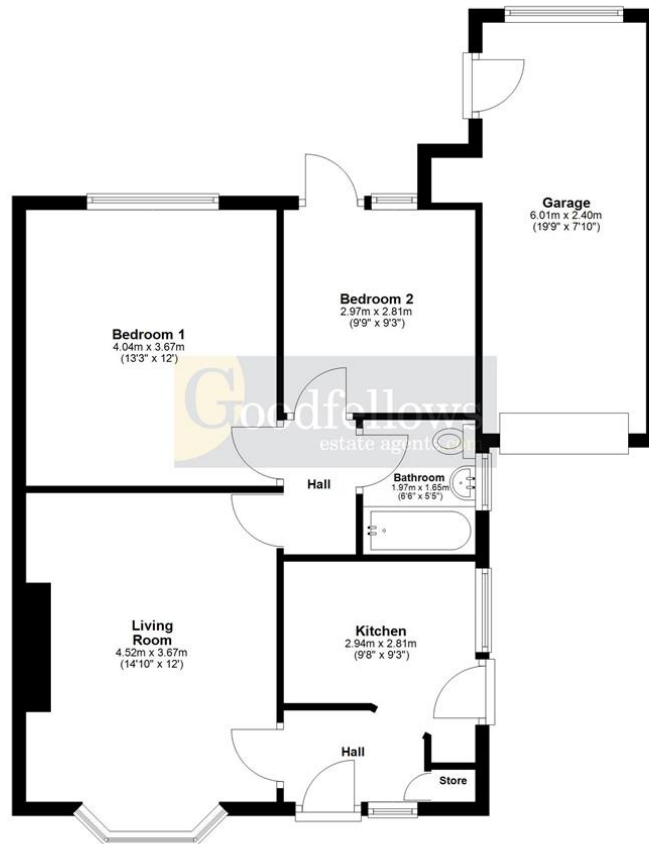 Garage
6.01m x 2.40m
(19'9" x 7'10")
Bedroom 1
4.04m x 3.67m
(13'3" x 12')
Bedroom 2
2.97m x 2.81m
(9'9" x 9'3")
Goodfellows
estate agents.com
Hall
Bathroom
1.97m x 1.65m
(6'6" x 5'5")
Living
Room
4.52m x 3.67m
(14'10" x 12')
Kitchen
2.94m x 2.81m
(9'8" x 9'3")
Hall
Store